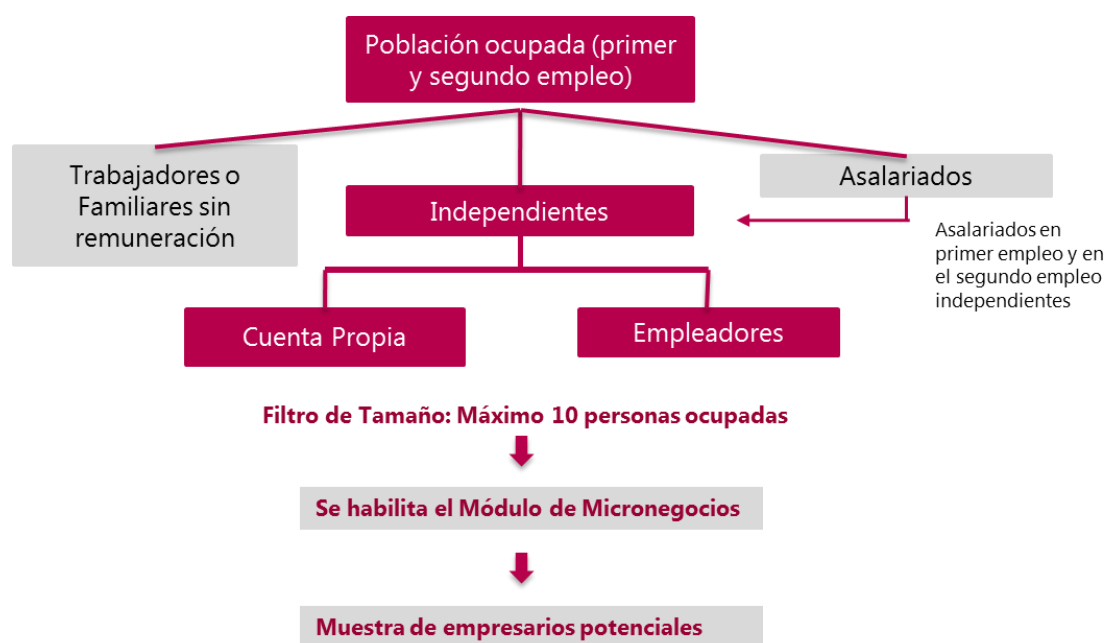 Población ocupada (primer
y segundo empleo)
Trabajadores o
Familiares sin
remuneración
Independientes
Asalariados
Asalariados en
primer empleo y en
el segundo empleo
independientes
Cuenta Propia
Empleadores
Filtro de Tamaño: Máximo 10 personas ocupadas
Se habilita el Módulo de Micronegocios
Muestra de empresarios potenciales